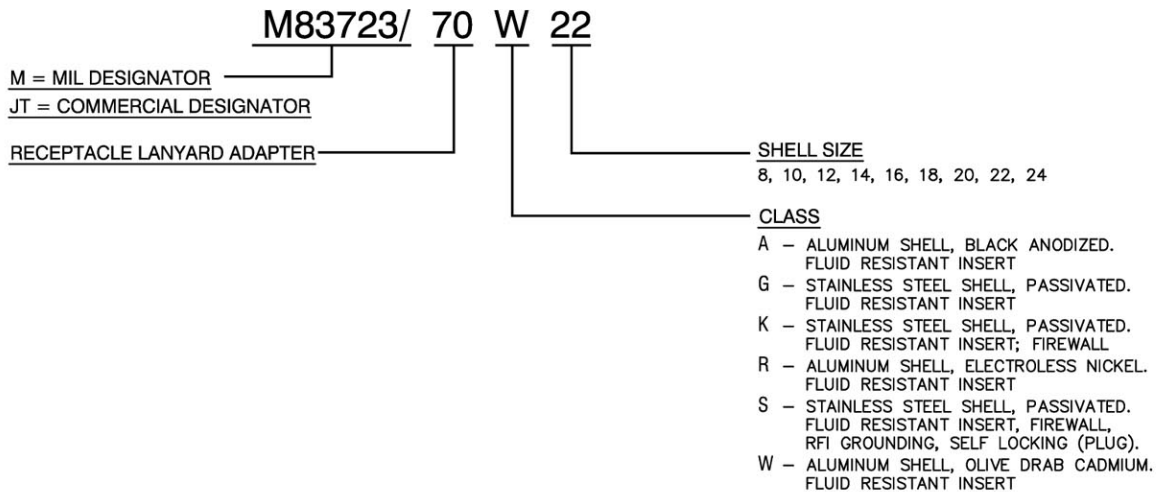 M83723/ 70 W 22
M = MIL DESIGNATOR
JT = COMMERCIAL DESIGNATOR
RECEPTACLE LANYARD ADAPTER
SHELL SIZE
8, 10, 12, 14, 16, 18, 20, 22, 24
CLASS
A – ALUMINUM SHELL, BLACK ANODIZED.
FLUID RESISTANT INSERT
G – STAINLESS STEEL SHELL, PASSIVATED.
FLUID RESISTANT INSERT
K – STAINLESS STEEL SHELL, PASSIVATED.
FLUID RESISTANT INSERT; FIREWALL
R – ALUMINUM SHELL, ELECTROLESS NICKEL.
FLUID RESISTANT INSERT
S – STAINLESS STEEL SHELL, PASSIVATED.
FLUID RESISTANT INSERT, FIREWALL,
RFI GROUNDING, SELF LOCKING (PLUG).
W – ALUMINUM SHELL, OLIVE DRAB CADMIUM.
FLUID RESISTANT INSERT